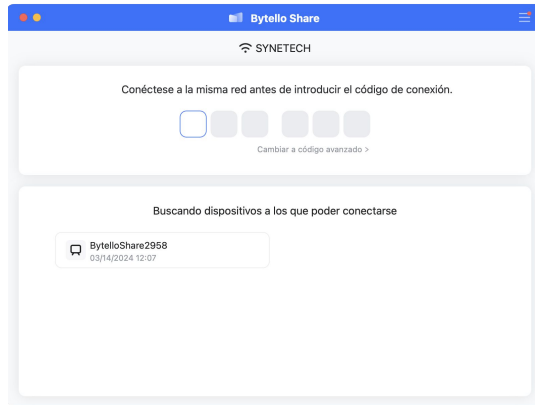 Bytello Share
SYNETECH
Conéctese a la misma red antes de introducir el código de conexión.
Cambiar a código avanzado >
Buscando dispositivos a los que poder conectarse
BytelloShare2958
03/14/2024 12:07